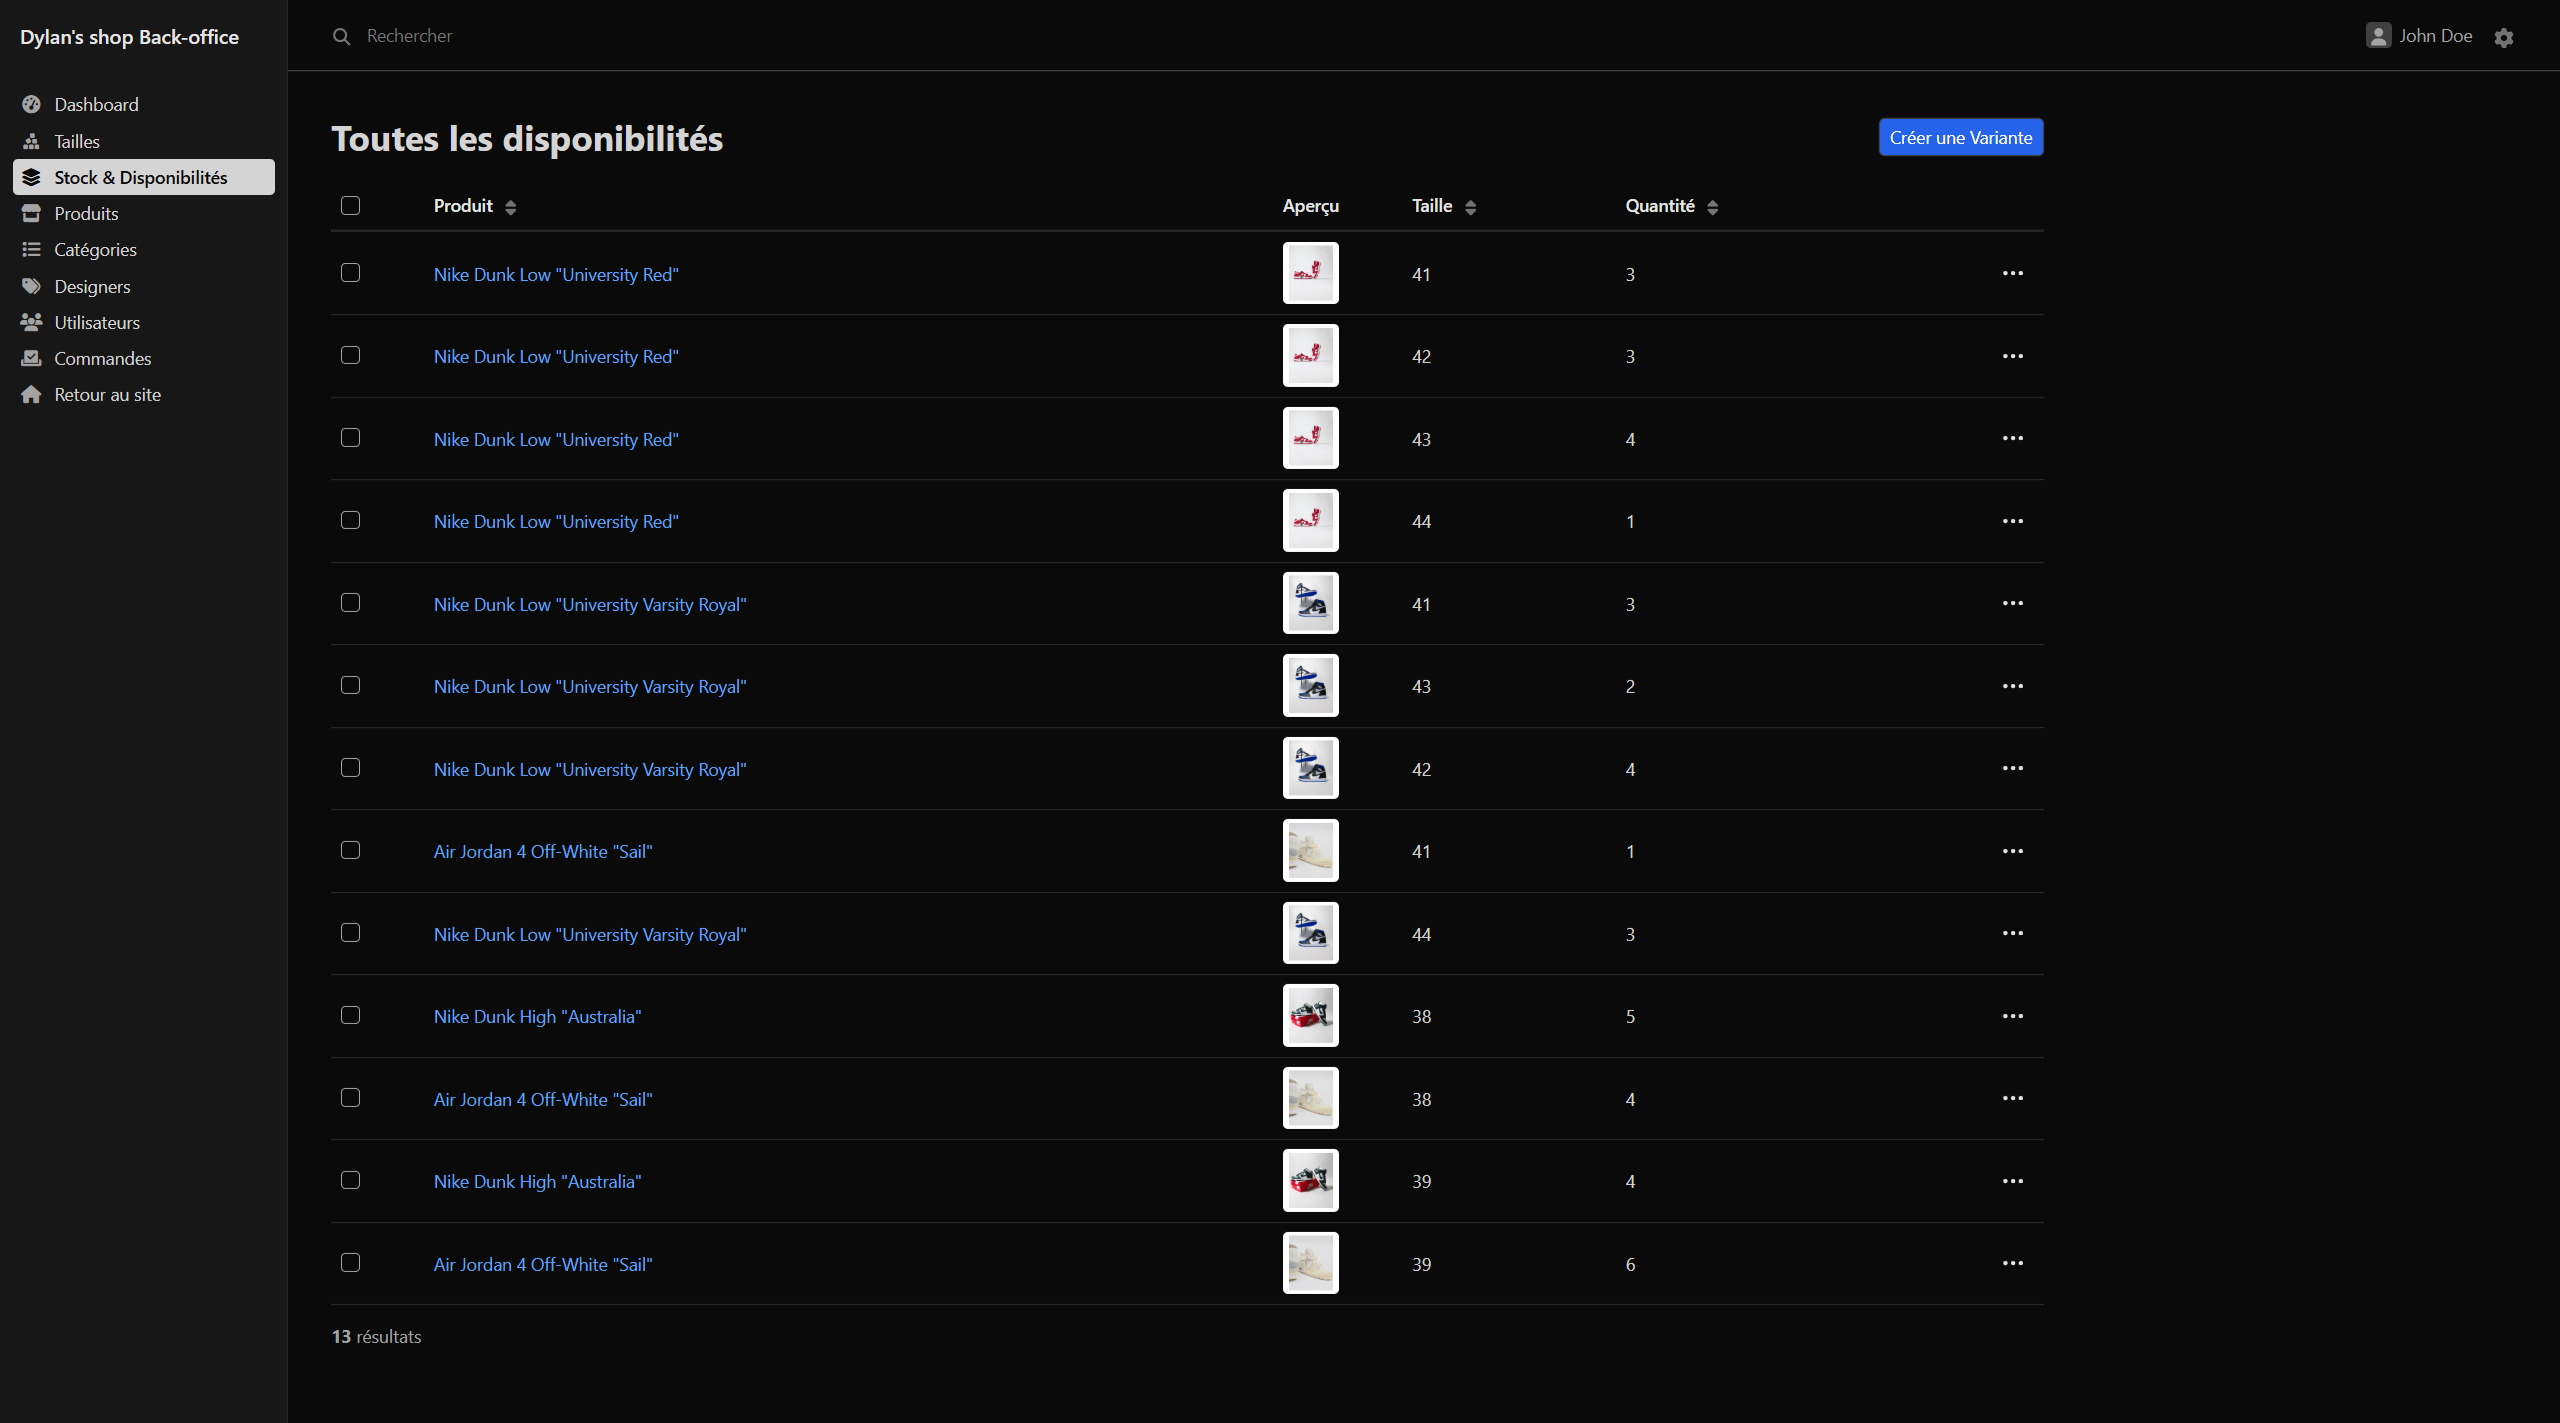 Dylan's shop Back-office
Rechercher
John Doe
Dashboard
Tailles
Stock & Disponibilités
Produits
Catégories
Designers
Utilisateurs
Commandes
Retour au site
Toutes les disponibilités
Créer une Variante
Produit Aperçu Taille Quantité
Nike Dunk Low "University Red" 41 3
Nike Dunk Low "University Red" 42 3
Nike Dunk Low "University Red" 43 4
Nike Dunk Low "University Red" 44 1
Nike Dunk Low "University Varsity Royal" 41 3
Nike Dunk Low "University Varsity Royal" 43 2
Nike Dunk Low "University Varsity Royal" 42 4
Air Jordan 4 Off-White "Sail" 41 1
Nike Dunk Low "University Varsity Royal" 44 3
Nike Dunk High "Australia" 38 5
Air Jordan 4 Off-White "Sail" 38 4
Nike Dunk High "Australia" 39 4
Air Jordan 4 Off-White "Sail" 39 6
13 résultats